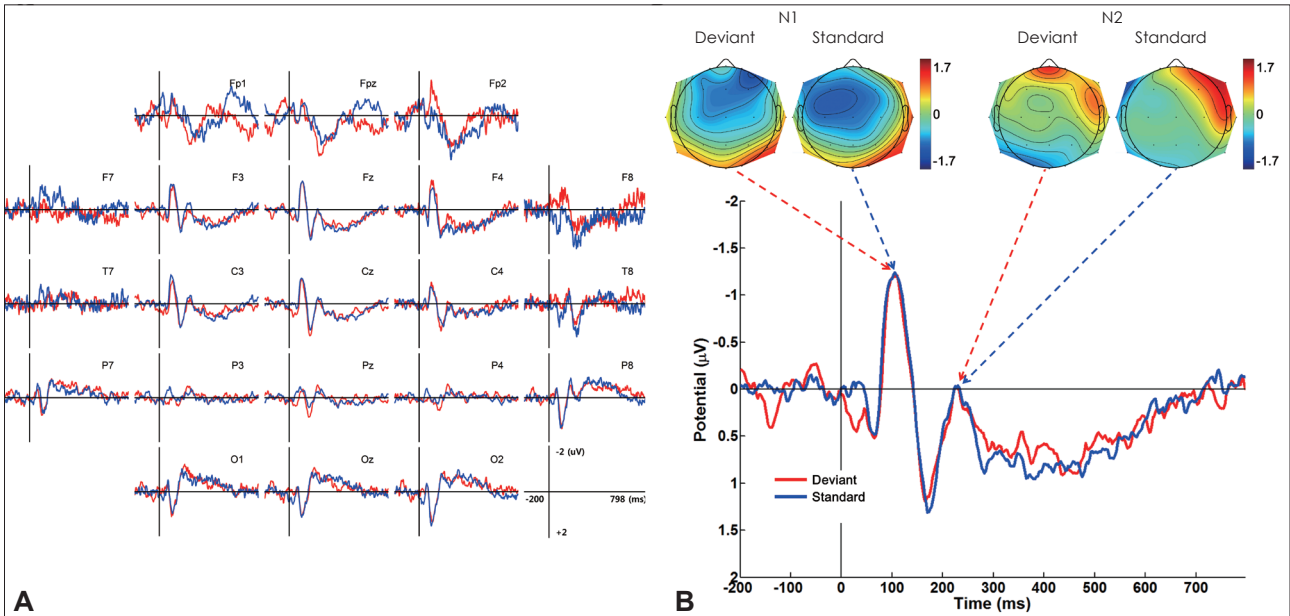 Fp1 Fpz Fp2
F7 F3 Fz F4 F8
T7 C3 Cz C4 T8
P7 P3 Pz P4 P8
O1 Oz O2
-2 (uV)
-200 798 (ms)
+2
A
N1 N2
Deviant Standard Deviant Standard
1.7 1.7
0 0
-1.7 -1.7
-2
-1.5
-1
-0.5
0
0.5
1
1.5
2
Potential (μV)
Deviant
Standard
-200 -100 0 100 200 300 400 500 600 700
Time (ms)
B